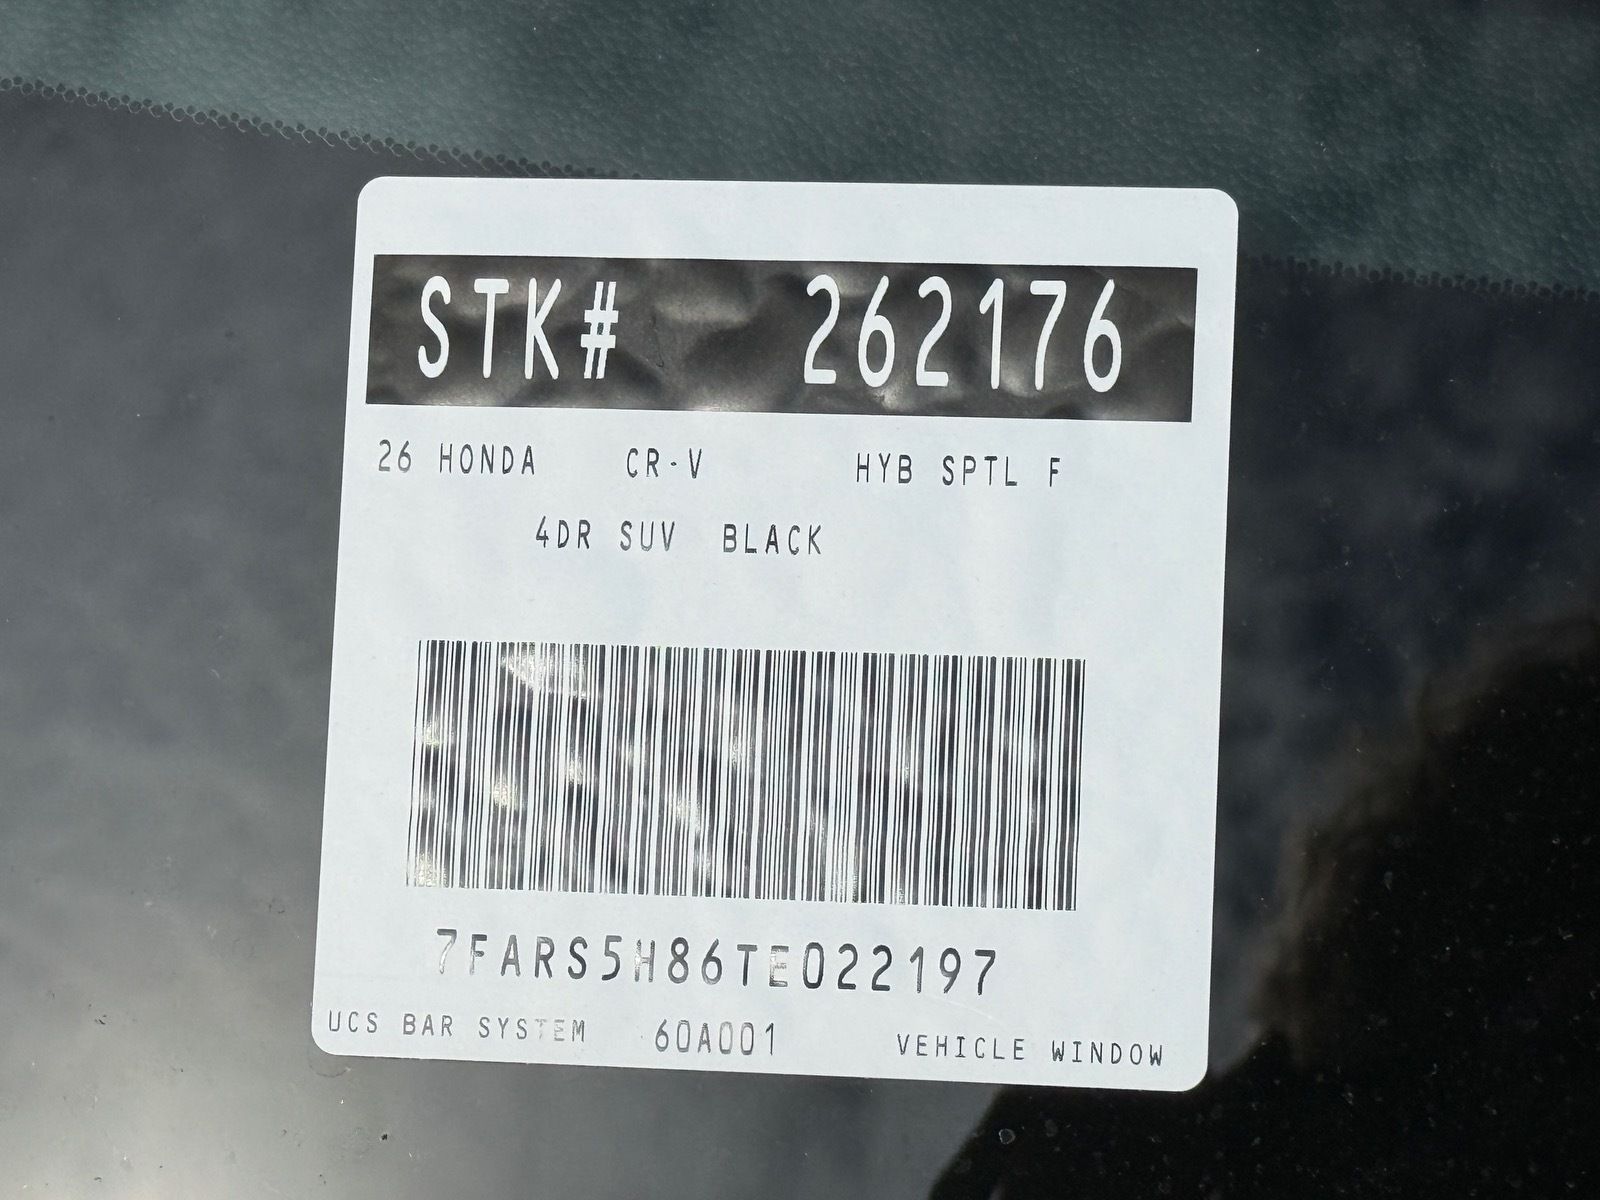 STK# 262176
26 HONDA CR-V HYB SPTL F
4DR SUV BLACK
7FARS5H86TE022197
UCS BAR SYSTEM 60A001 VEHICLE WINDOW